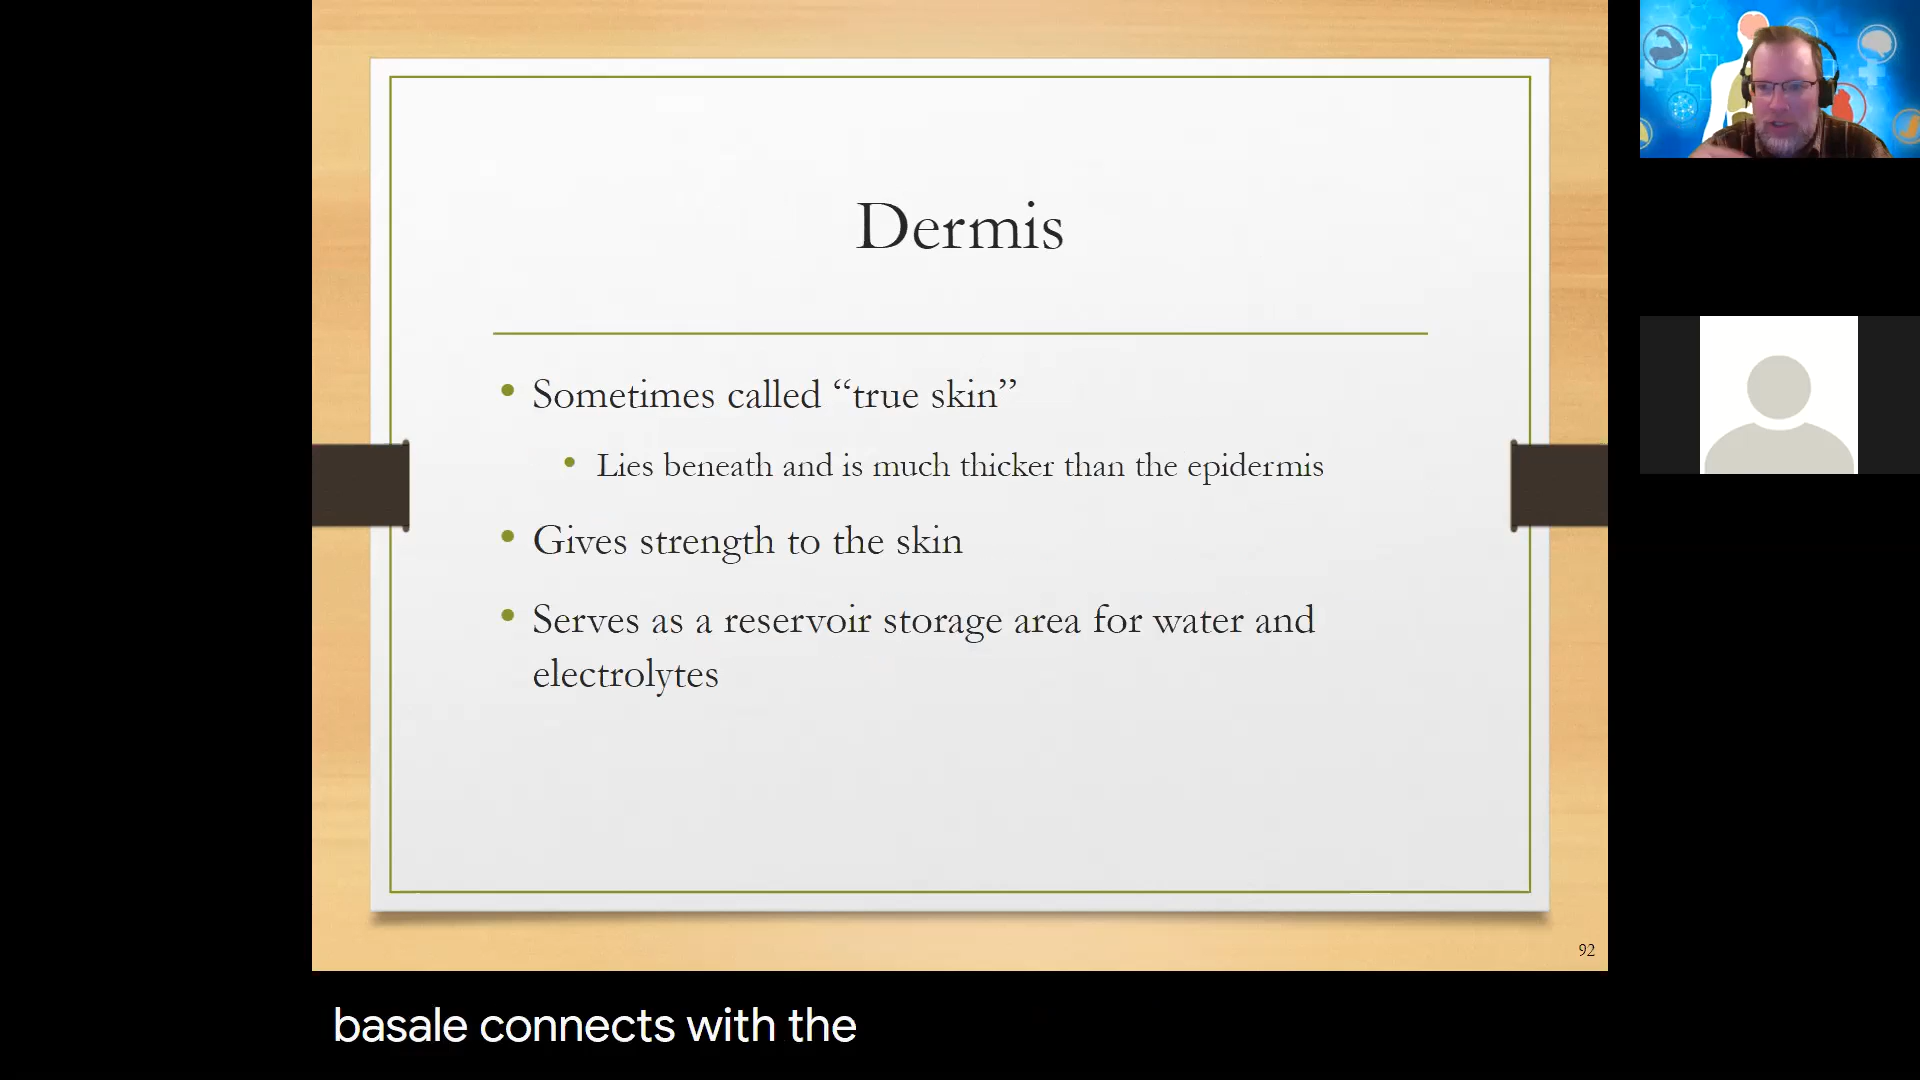 Dermis
• Sometimes called “true skin”
• Lies beneath and is much thicker than the epidermis
• Gives strength to the skin
• Serves as a reservoir storage area for water and
electrolytes
92
basale connects with the